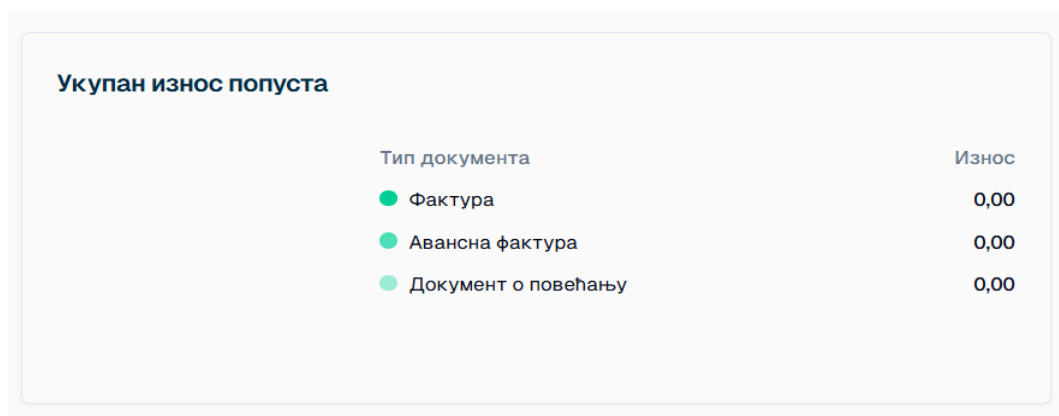 Укупан износ попуста
Тип документа Износ
Фактура 0,00
Авансна фактура 0,00
Документ о повећању 0,00